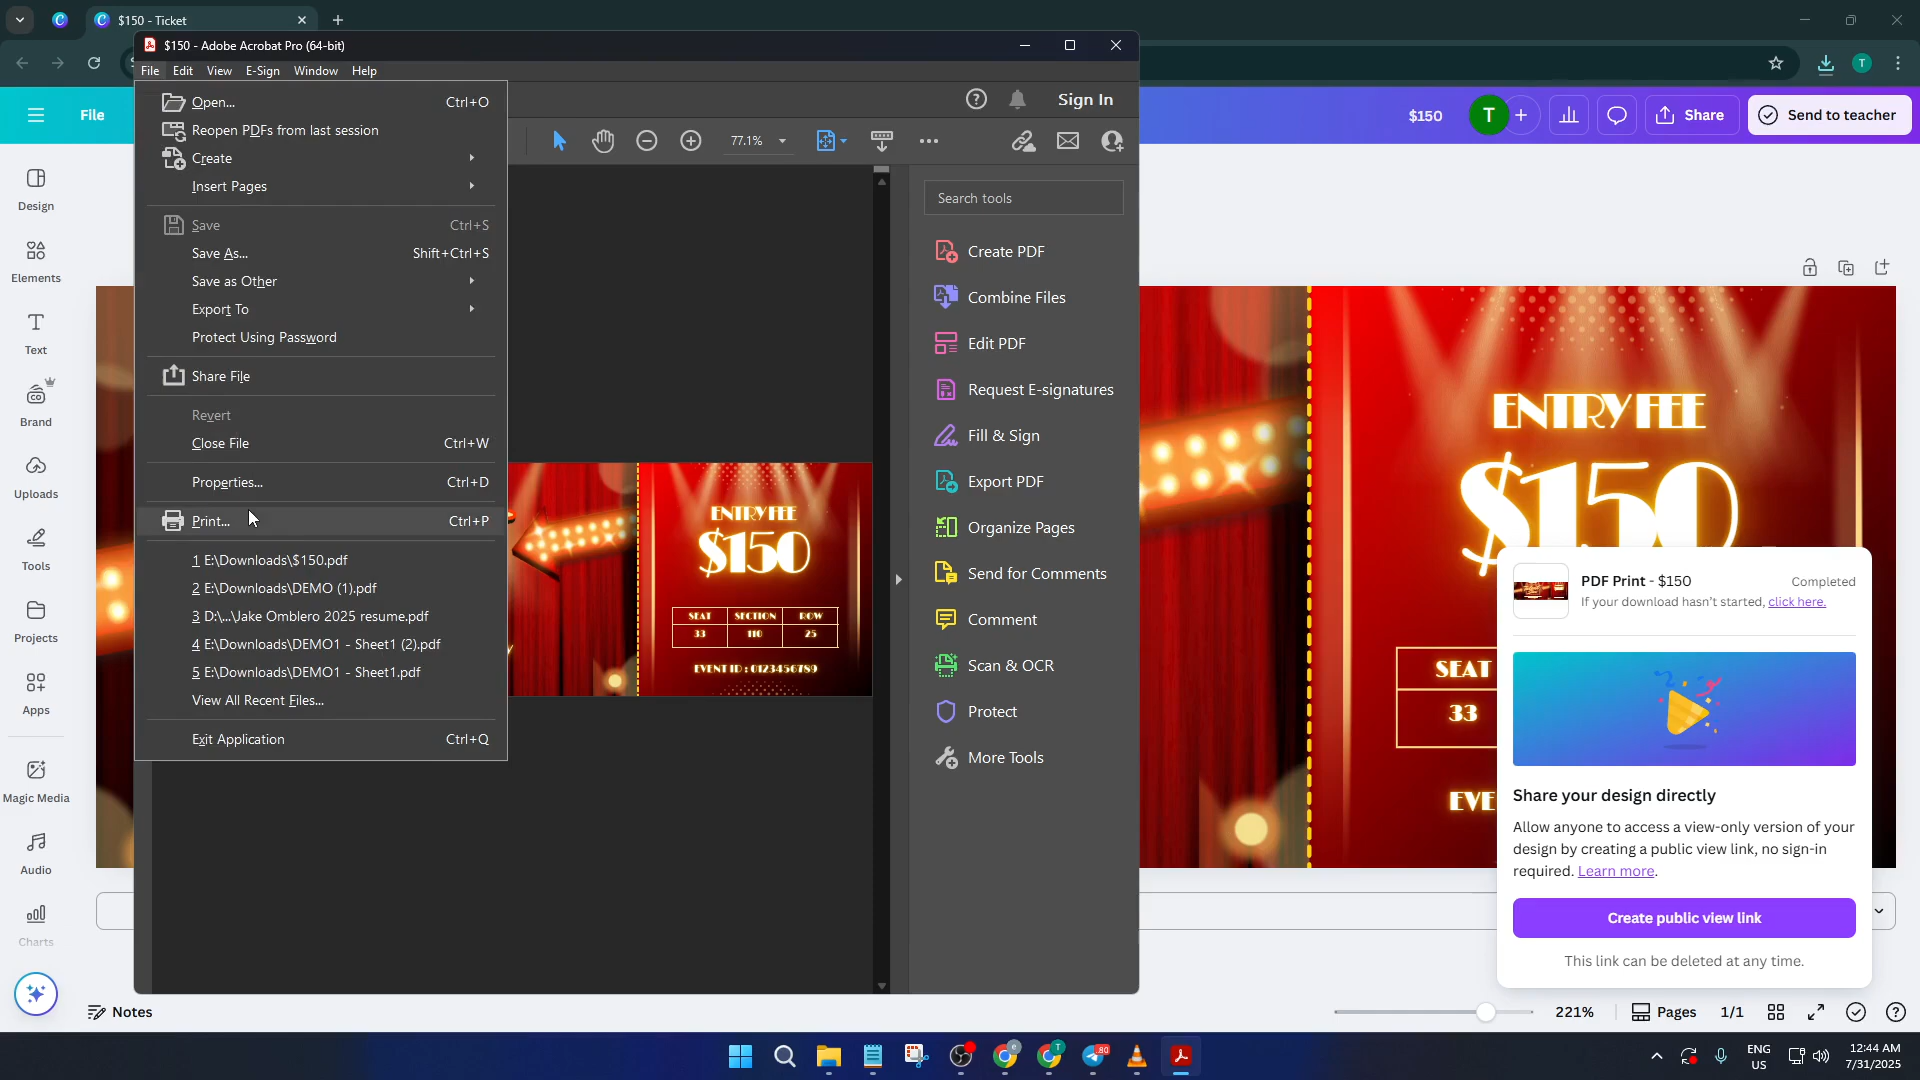 $150 - Ticket
$150 - Adobe Acrobat Pro (64-bit)
File Edit View E-Sign Window Help
Open... Ctrl+O
Reopen PDFs from last session
Create
Insert Pages
Save Ctrl+S
Save As... Shift+Ctrl+S
Save as Other
Export To
Protect Using Password
Share File
Revert
Close File Ctrl+W
Properties... Ctrl+D
Print... Ctrl+P
1 E:\Downloads\$150.pdf
2 E:\Downloads\DEMO (1).pdf
3 D:\...\Jake Omblero 2025 resume.pdf
4 E:\Downloads\DEMO1 - Sheet1 (2).pdf
5 E:\Downloads\DEMO1 - Sheet1.pdf
View All Recent Files...
Exit Application Ctrl+Q
Sign In
77.1%
Search tools
Create PDF
Combine Files
Edit PDF
Request E-signatures
Fill & Sign
Export PDF
Organize Pages
Send for Comments
Comment
Scan & OCR
Protect
More Tools
ENTRY FEE
$150
SEAT SECTION ROW
33 110 25
EVENT ID : 0123456789
File
$150
T
Share
Send to teacher
T
Design
Elements
Text
Brand
Uploads
Tools
Projects
Apps
Magic Media
Audio
Charts
ENTRY FEE
$150
SEAT
33
EVE
PDF Print - $150 Completed
If your download hasn't started, click here.
Share your design directly
Allow anyone to access a view-only version of your
design by creating a public view link, no sign-in
required. Learn more.
Create public view link
This link can be deleted at any time.
Notes
221%
Pages
1/1
ENG
US
12:44 AM
7/31/2025
80